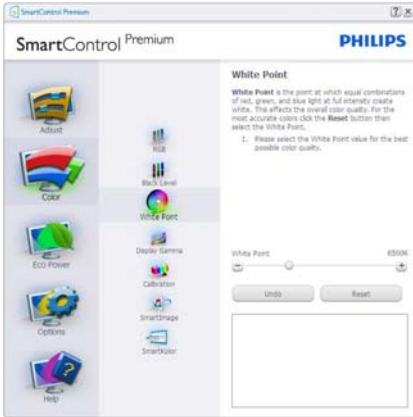 SmartControl Premium
SmartControl Premium
PHILIPS
Adjust
Color
Eco Power
Options
Help
RGB
Black Level
White Point
Display Gamma
Calibration
SmartImage
SmartKolor
White Point
White Point is the point at which equal combinations
of red, green, and blue light at full intensity create
white. This effects the overall color quality. For the
most accurate colors click the Reset button then
select the White Point.
1. Please select the White Point value for the best
possible color quality.
White Point 6500K
Undo Reset